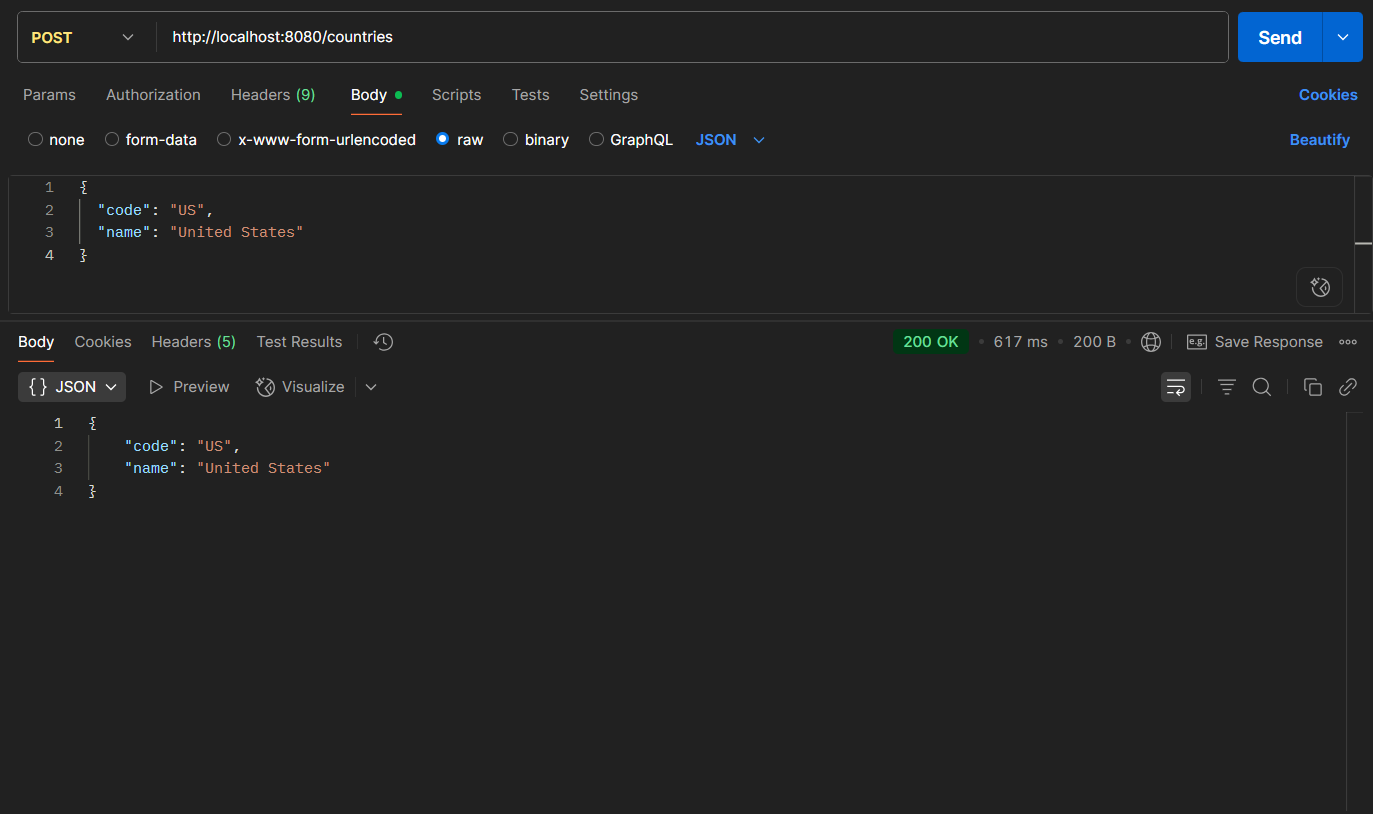 POST http://localhost:8080/countries Send
Params Authorization Headers (9) Body Scripts Tests Settings Cookies
none form-data x-www-form-urlencoded raw binary GraphQL JSON Beautify
1 {
2 "code": "US",
3 "name": "United States"
4 }
Body Cookies Headers (5) Test Results 200 OK • 617 ms • 200 B • e.g. Save Response
{} JSON Preview Visualize
1 {
2 "code": "US",
3 "name": "United States"
4 }